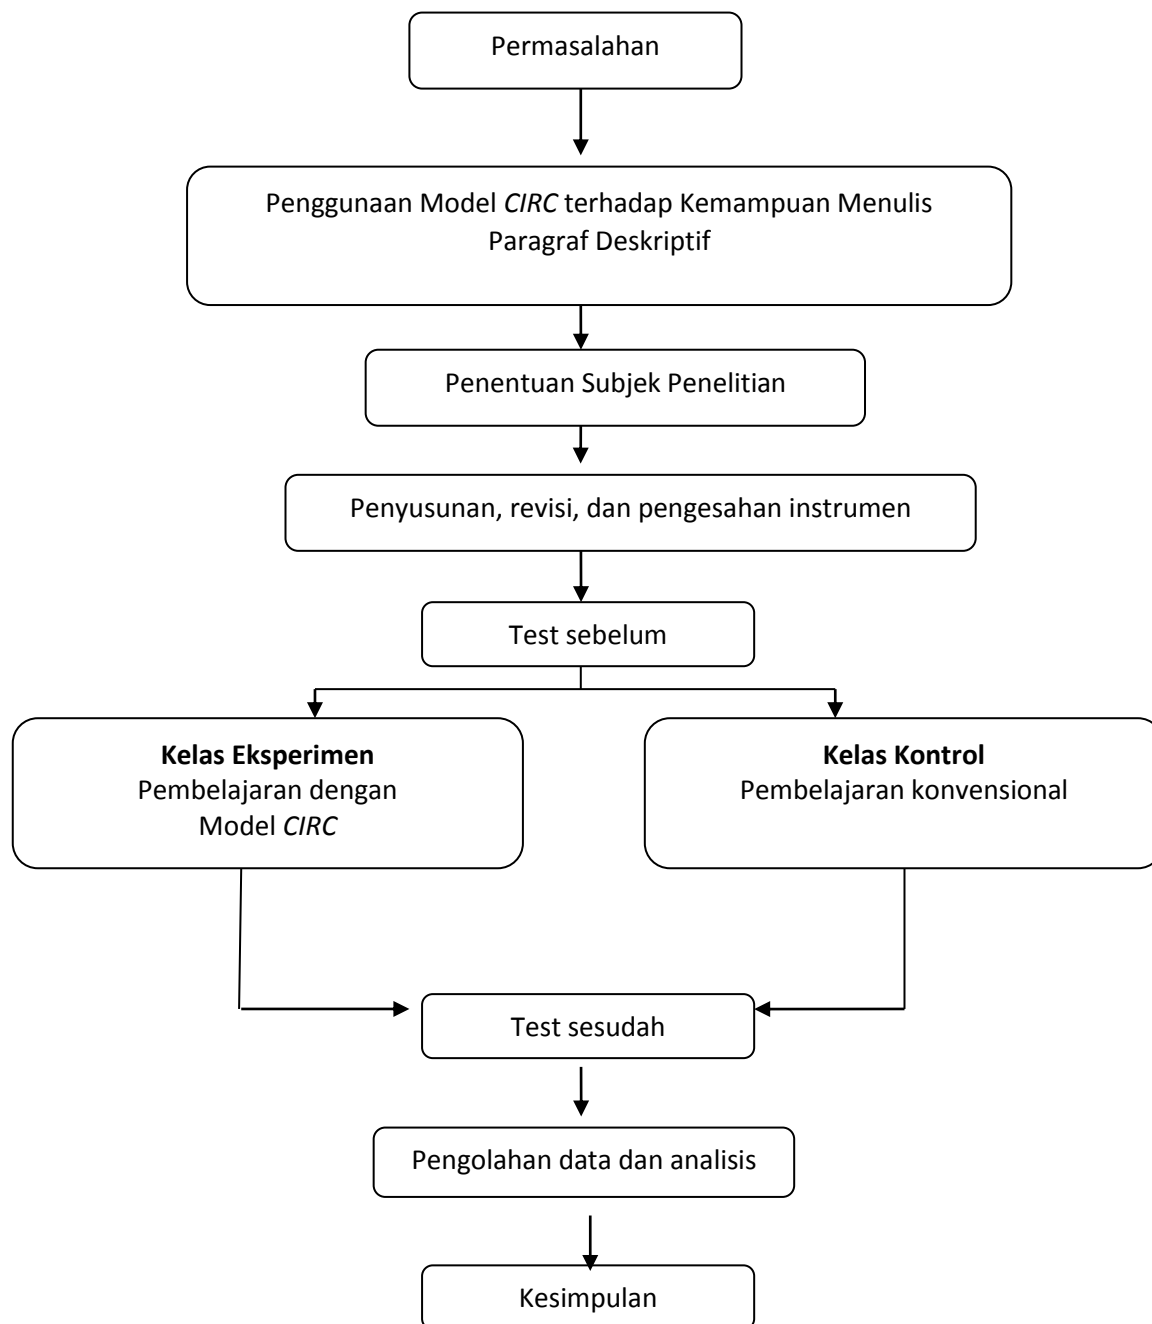 Permasalahan
Penggunaan Model CIRC terhadap Kemampuan Menulis
Paragraf Deskriptif
Penentuan Subjek Penelitian
Penyusunan, revisi, dan pengesahan instrumen
Test sebelum
Kelas Eksperimen
Pembelajaran dengan
Model CIRC
Kelas Kontrol
Pembelajaran konvensional
Test sesudah
Pengolahan data dan analisis
Kesimpulan